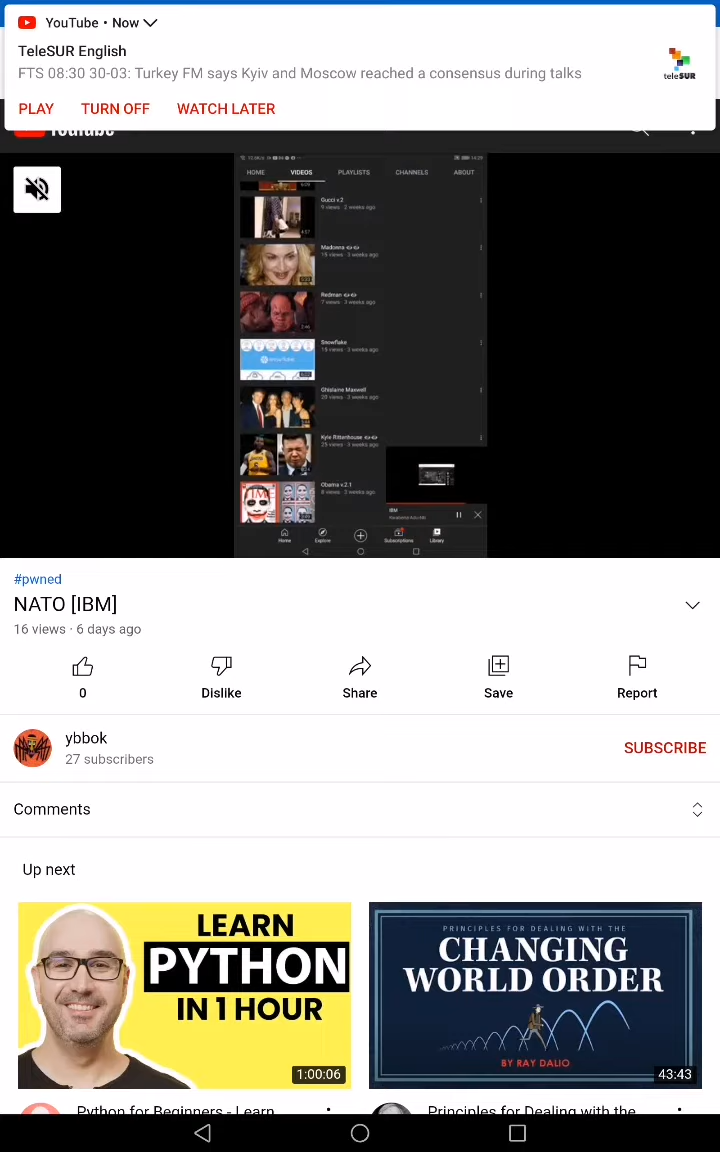 YouTube • Now
TeleSUR English
FTS 08:30 30-03: Turkey FM says Kyiv and Moscow reached a consensus during talks
teleSUR
PLAY TURN OFF WATCH LATER
YouTube
HOME VIDEOS PLAYLISTS CHANNELS ABOUT
Gucci v.2
9 views · 2 weeks ago
Madonna
15 views · 3 weeks ago
Redman
7 views · 3 weeks ago
Snowflake
15 views · 3 weeks ago
Ghislaine Maxwell
20 views · 3 weeks ago
Kyle Rittenhouse
25 views · 3 weeks ago
Obama v.2.1
8 views · 3 weeks ago
TIME
IBM
Home Explore Subscriptions Library
#pwned
NATO [IBM]
16 views · 6 days ago
0 Dislike Share Save Report
ybbok
27 subscribers
SUBSCRIBE
Comments
Up next
LEARN
PYTHON
IN 1 HOUR
1:00:06
PRINCIPLES FOR DEALING WITH THE
CHANGING
WORLD ORDER
BY RAY DALIO
43:43
Python for Beginners - Learn
Principles for Dealing with the